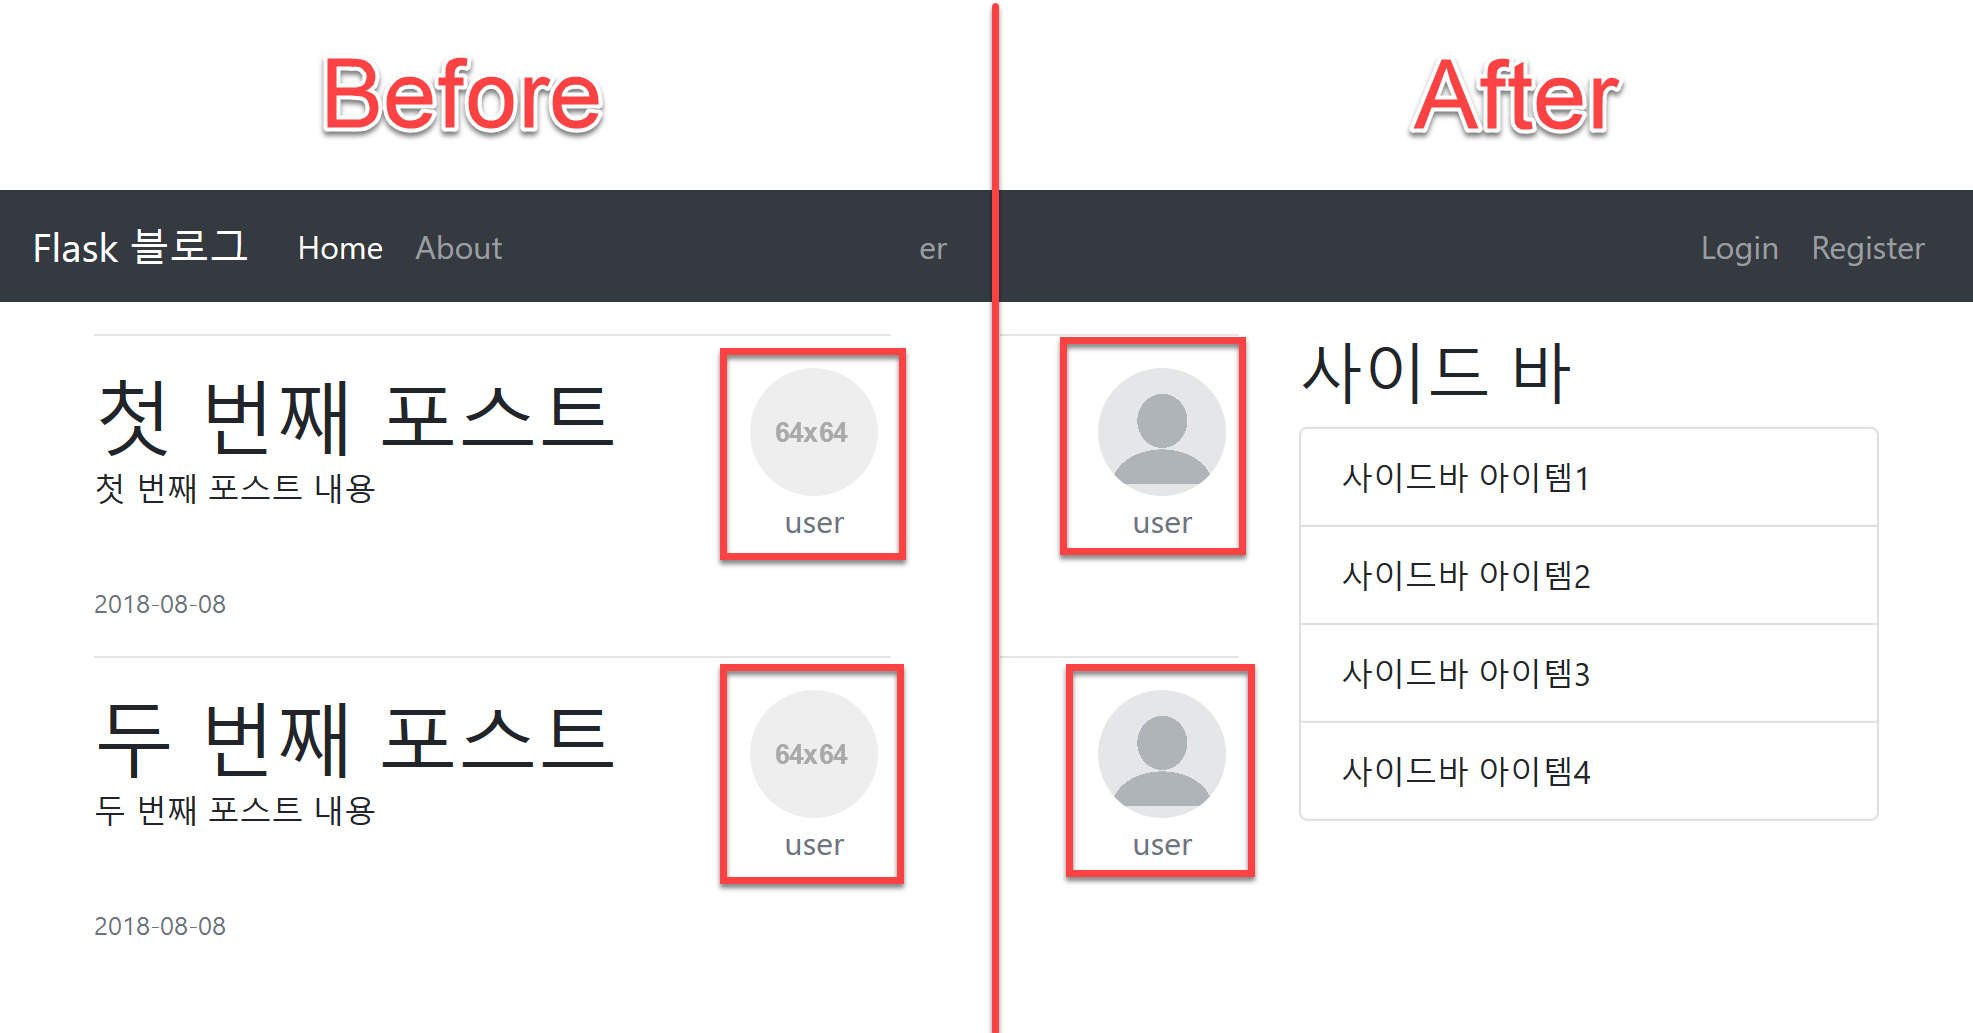 Before
After
Flask 블로그 Home About er
Login Register
첫 번째 포스트
첫 번째 포스트 내용
64x64
user
2018-08-08
두 번째 포스트
두 번째 포스트 내용
64x64
user
2018-08-08
user
user
사이드 바
사이드바 아이템1
사이드바 아이템2
사이드바 아이템3
사이드바 아이템4